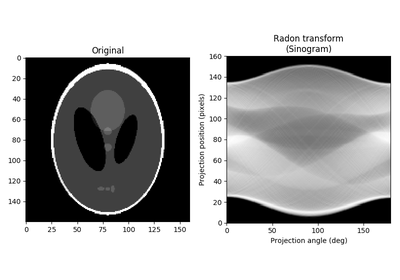 Original
0
20
40
60
80
100
120
140
0 25 50 75 100 125 150
Radon transform
(Sinogram)
Projection position (pixels)
160
140
120
100
80
60
40
20
0
0 50 100 150
Projection angle (deg)